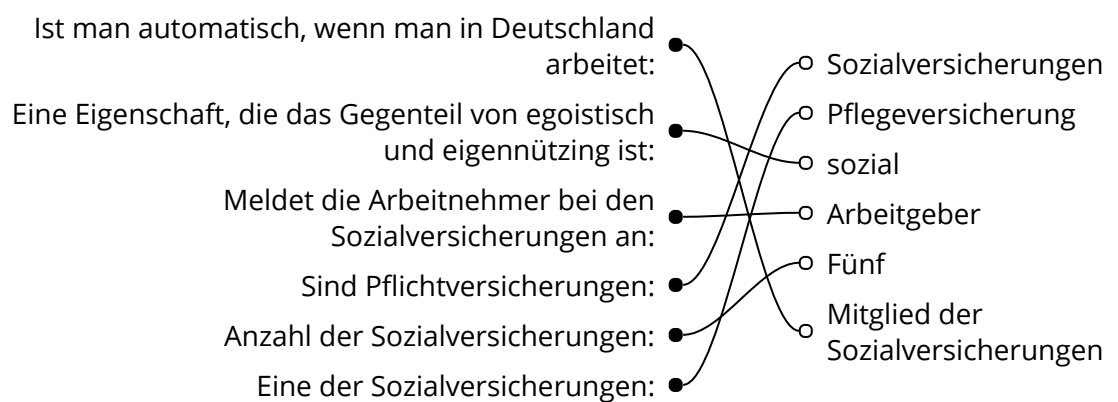 Ist man automatisch, wenn man in Deutschland
arbeitet:
Eine Eigenschaft, die das Gegenteil von egoistisch
und eigennützing ist:
Meldet die Arbeitnehmer bei den
Sozialversicherungen an:
Sind Pflichtversicherungen:
Anzahl der Sozialversicherungen:
Eine der Sozialversicherungen:
Sozialversicherungen
Pflegeversicherung
sozial
Arbeitgeber
Fünf
Mitglied der
Sozialversicherungen